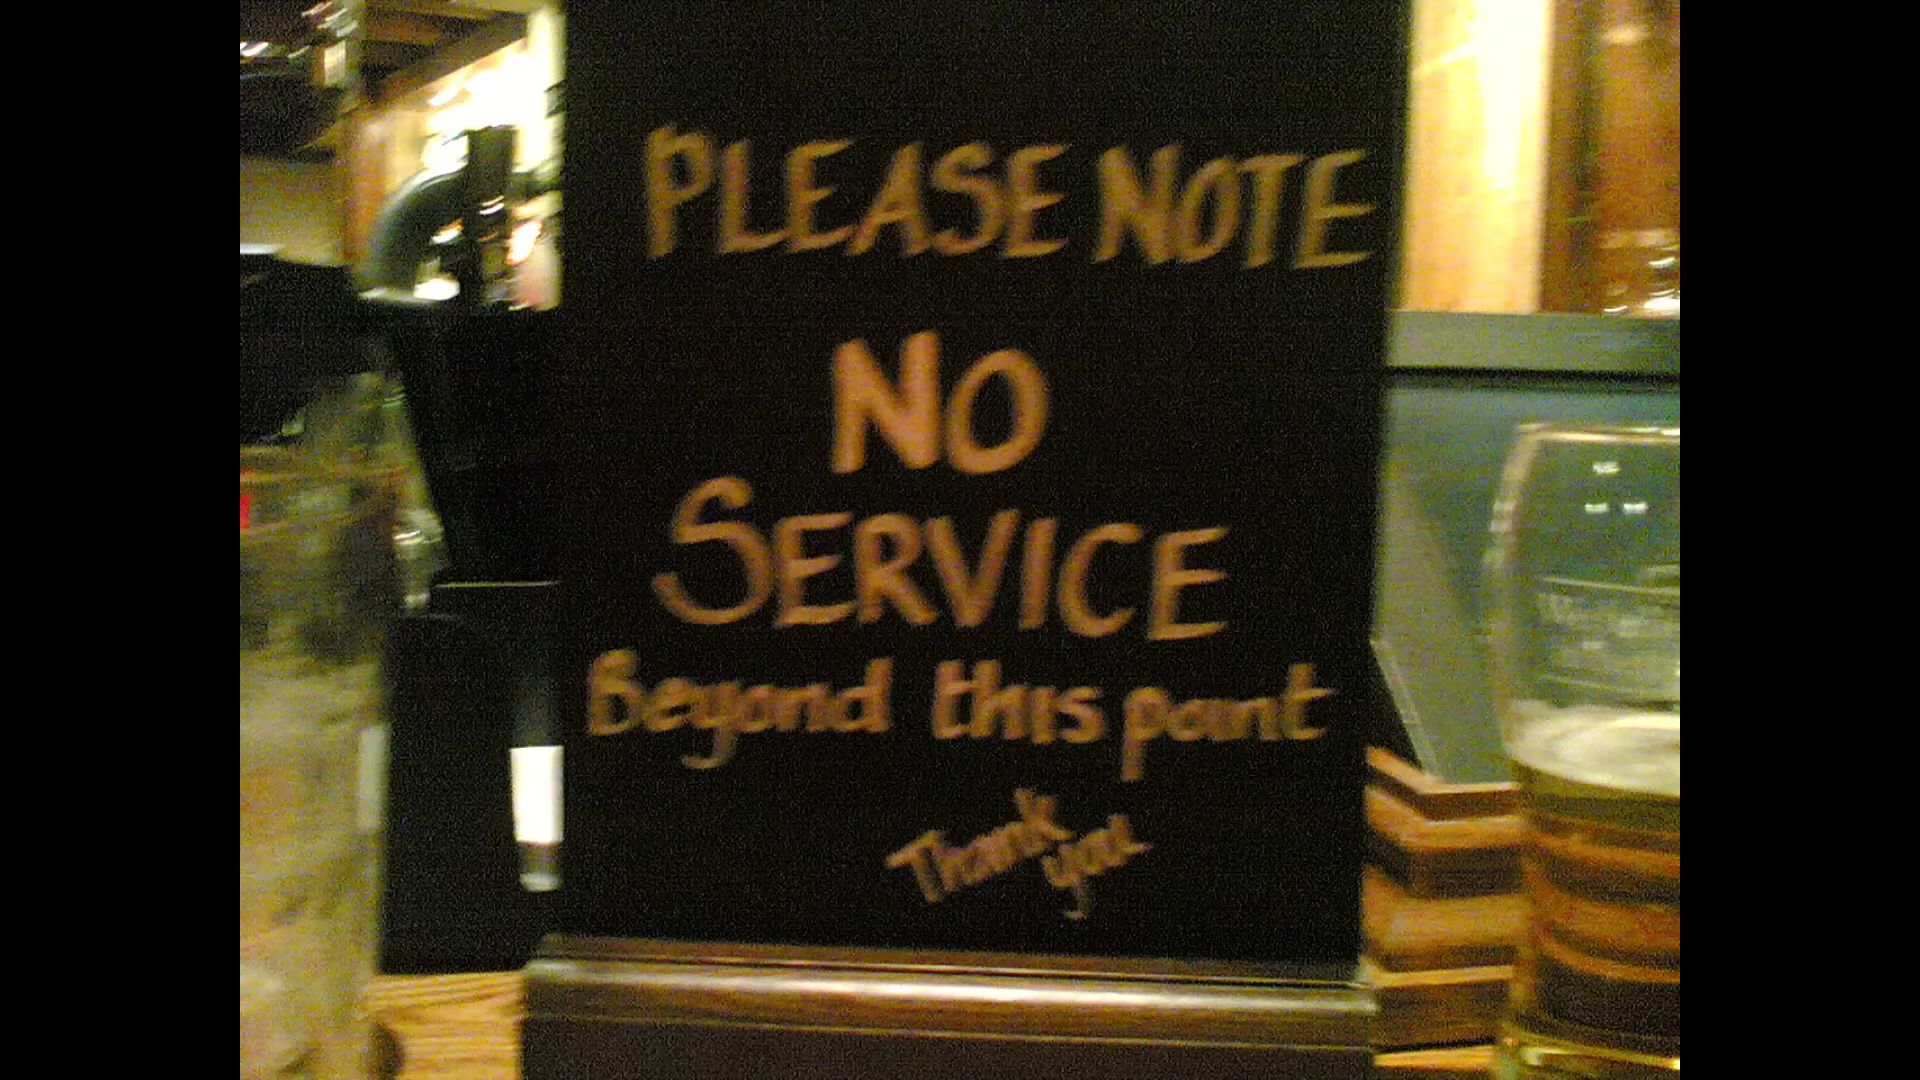 PLEASE NOTE
NO
SERVICE
Beyond this point
Thank
you